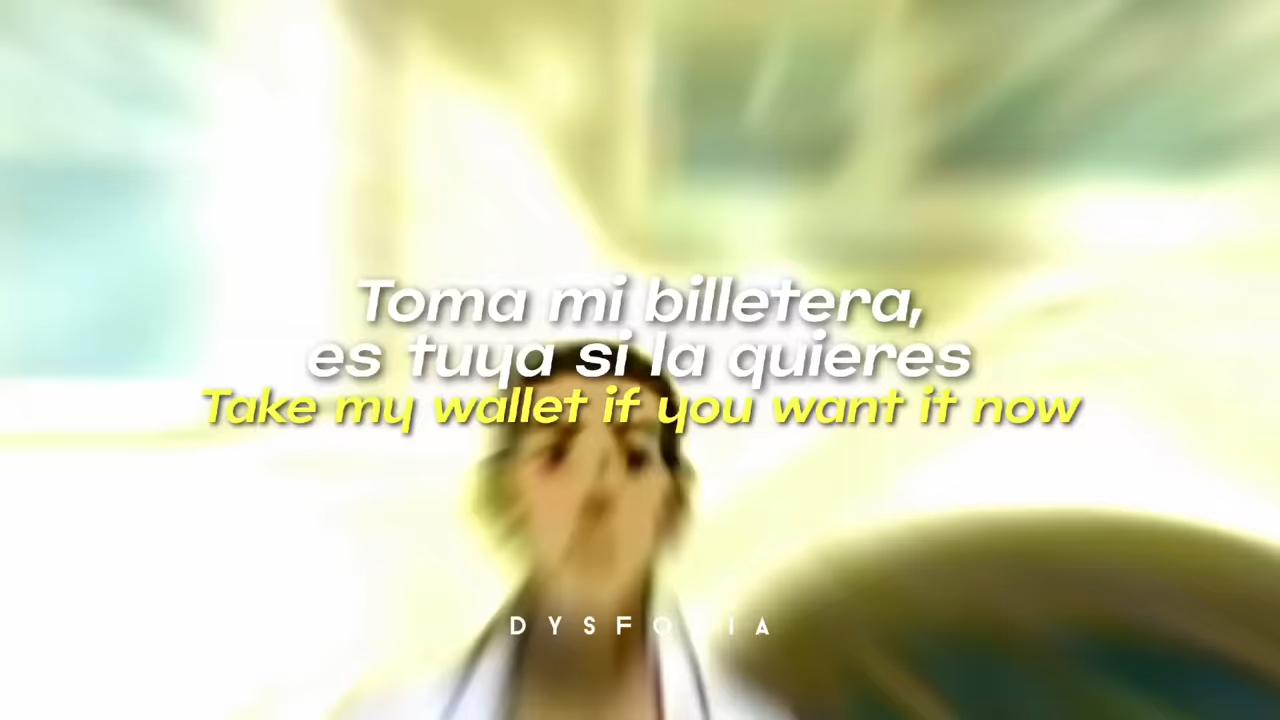 Toma mi billetera,
es tuya si la quieres
Take my wallet if you want it now